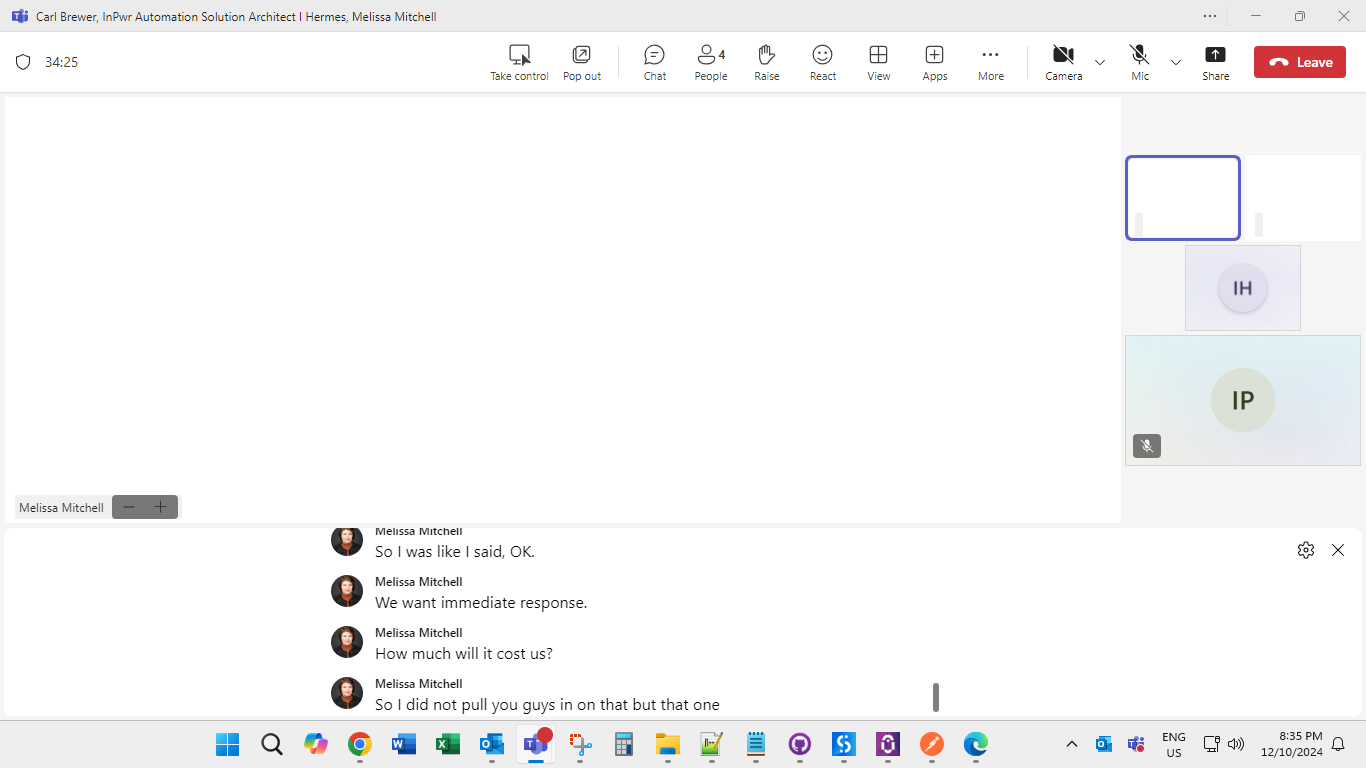 Carl Brewer, InPwr Automation Solution Architect I Hermes, Melissa Mitchell
34:25
Take control
Pop out
Chat
4
People
Raise
React
View
Apps
More
Camera
Mic
Share
Leave
IH
IP
Melissa Mitchell
Melissa Mitchell
So I was like I said, OK.
Melissa Mitchell
We want immediate response.
Melissa Mitchell
How much will it cost us?
Melissa Mitchell
So I did not pull you guys in on that but that one
ENG
US
8:35 PM
12/10/2024